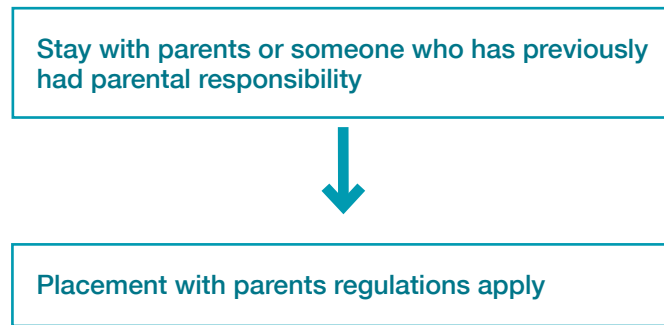 Stay with parents or someone who has previously
had parental responsibility
Placement with parents regulations apply